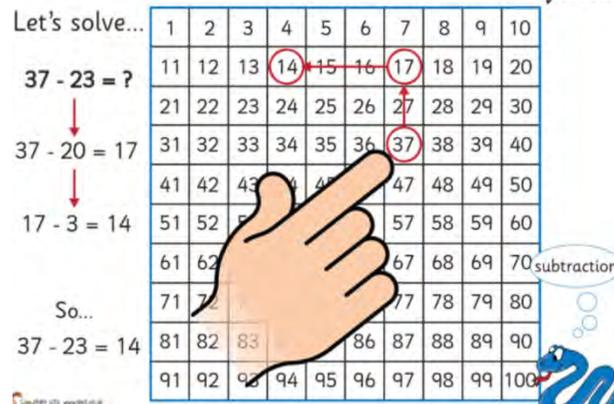 Let's solve...
37 - 23 = ?
37 - 20 = 17
17 - 3 = 14
So...
37 - 23 = 14
1 2 3 4 5 6 7 8 9 10
11 12 13 14 15 16 17 18 19 20
21 22 23 24 25 26 27 28 29 30
31 32 33 34 35 36 37 38 39 40
41 42 43 47 48 49 50
51 52 57 58 59 60
61 62 67 68 69 70
71 72 77 78 79 80
81 82 83 86 87 88 89 90
91 92 93 94 95 96 97 98 99 100
subtraction